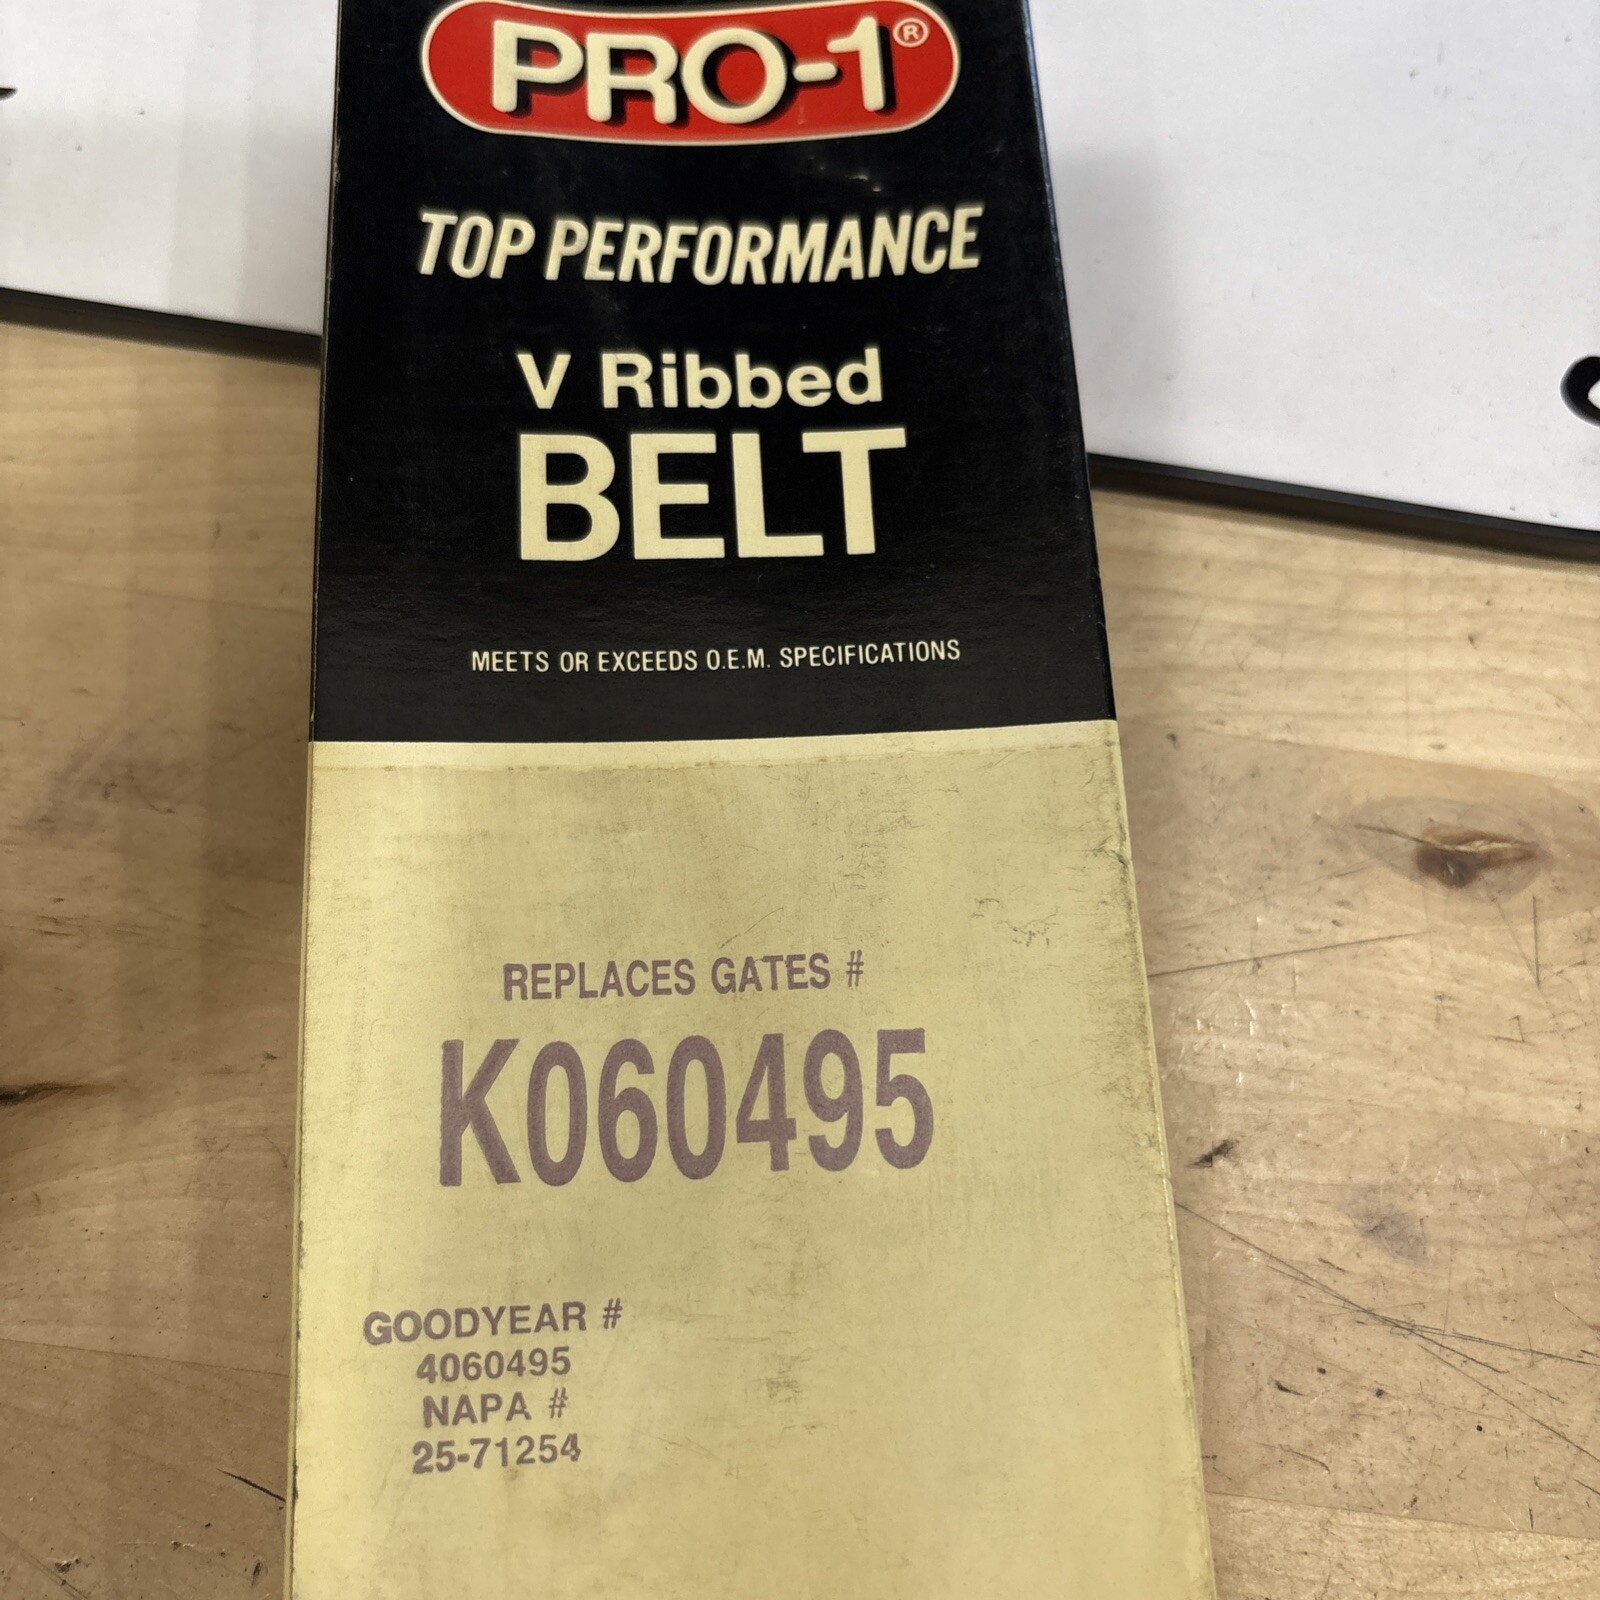 PRO-1®
TOP PERFORMANCE
V Ribbed
BELT
MEETS OR EXCEEDS O.E.M. SPECIFICATIONS
REPLACES GATES #
K060495
GOODYEAR #
4060495
NAPA #
25-71254